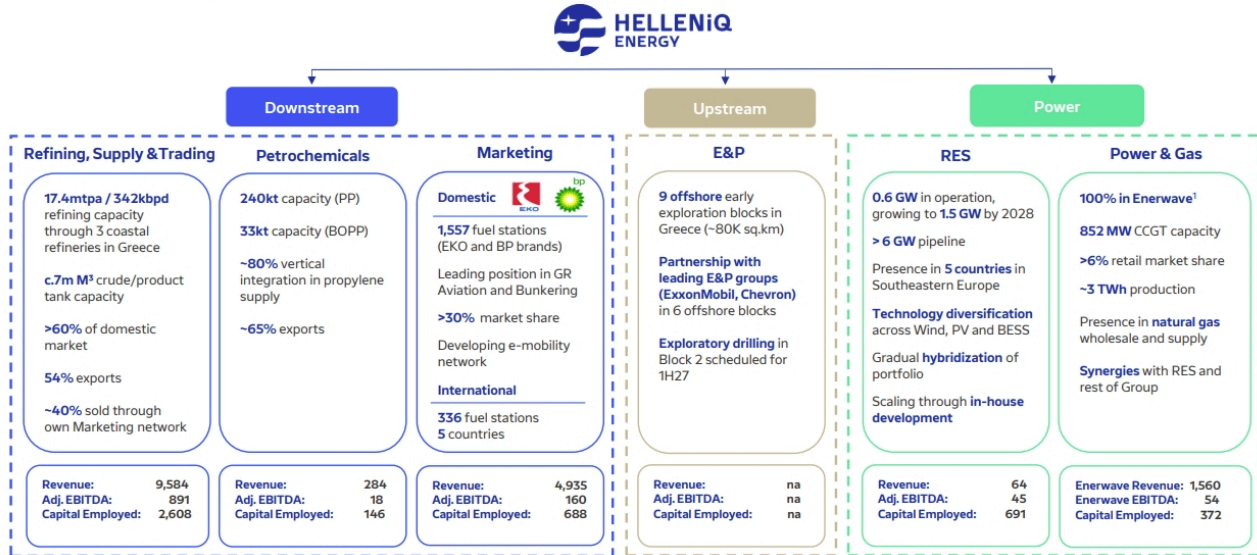 HELLENiQ
ENERGY
Downstream
Upstream
Power
Refining, Supply &Trading
17.4mtpa / 342kbpd
refining capacity
through 3 coastal
refineries in Greece
c.7m M³ crude/product
tank capacity
>60% of domestic
market
54% exports
~40% sold through
own Marketing network
Revenue: 9,584
Adj. EBITDA: 891
Capital Employed: 2,608
Petrochemicals
240kt capacity (PP)
33kt capacity (BOPP)
~80% vertical
integration in propylene
supply
~65% exports
Revenue: 284
Adj. EBITDA: 18
Capital Employed: 146
Marketing
Domestic
EKO
bp
1,557 fuel stations
(EKO and BP brands)
Leading position in GR
Aviation and Bunkering
>30% market share
Developing e-mobility
network
International
336 fuel stations
5 countries
Revenue: 4,935
Adj. EBITDA: 160
Capital Employed: 688
E&P
9 offshore early
exploration blocks in
Greece (~80K sq.km)
Partnership with
leading E&P groups
(ExxonMobil, Chevron)
in 6 offshore blocks
Exploratory drilling in
Block 2 scheduled for
1H27
Revenue: na
Adj. EBITDA: na
Capital Employed: na
RES
0.6 GW in operation,
growing to 1.5 GW by 2028
> 6 GW pipeline
Presence in 5 countries in
Southeastern Europe
Technology diversification
across Wind, PV and BESS
Gradual hybridization of
portfolio
Scaling through in-house
development
Revenue: 64
Adj. EBITDA: 45
Capital Employed: 691
Power & Gas
100% in Enerwave¹
852 MW CCGT capacity
>6% retail market share
~3 TWh production
Presence in natural gas
wholesale and supply
Synergies with RES and
rest of Group
Enerwave Revenue: 1,560
Enerwave EBITDA: 54
Capital Employed: 372